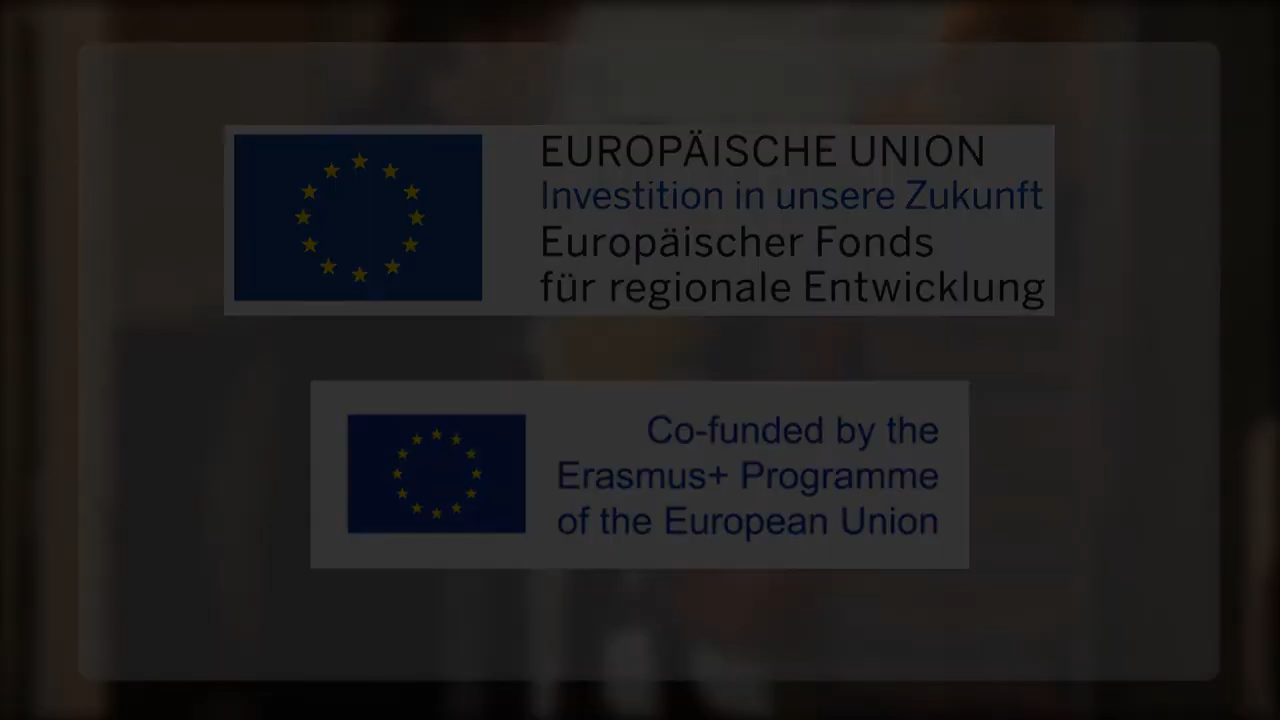 EUROPÄISCHE UNION
Investition in unsere Zukunft
Europäischer Fonds
für regionale Entwicklung
Co-funded by the
Erasmus+ Programme
of the European Union